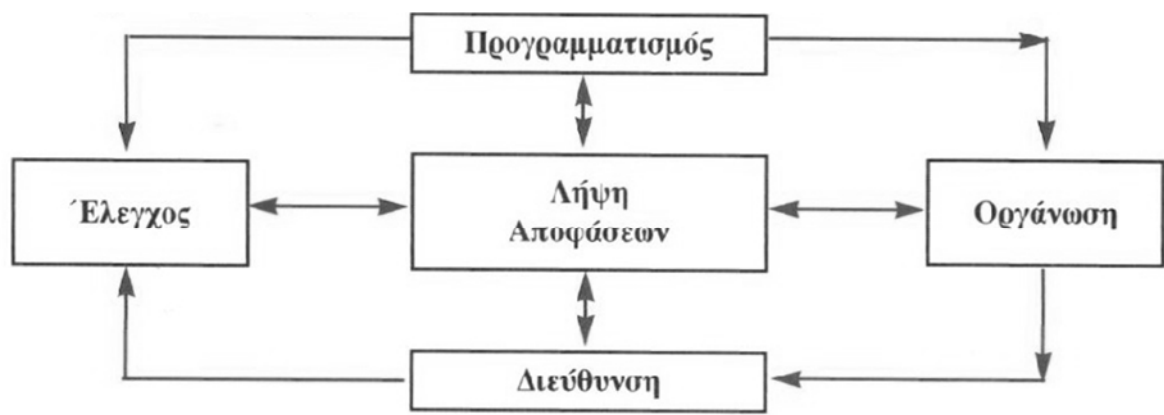 Προγραμματισμός
Έλεγχος
Λήψη
Αποφάσεων
Οργάνωση
Διεύθυνση